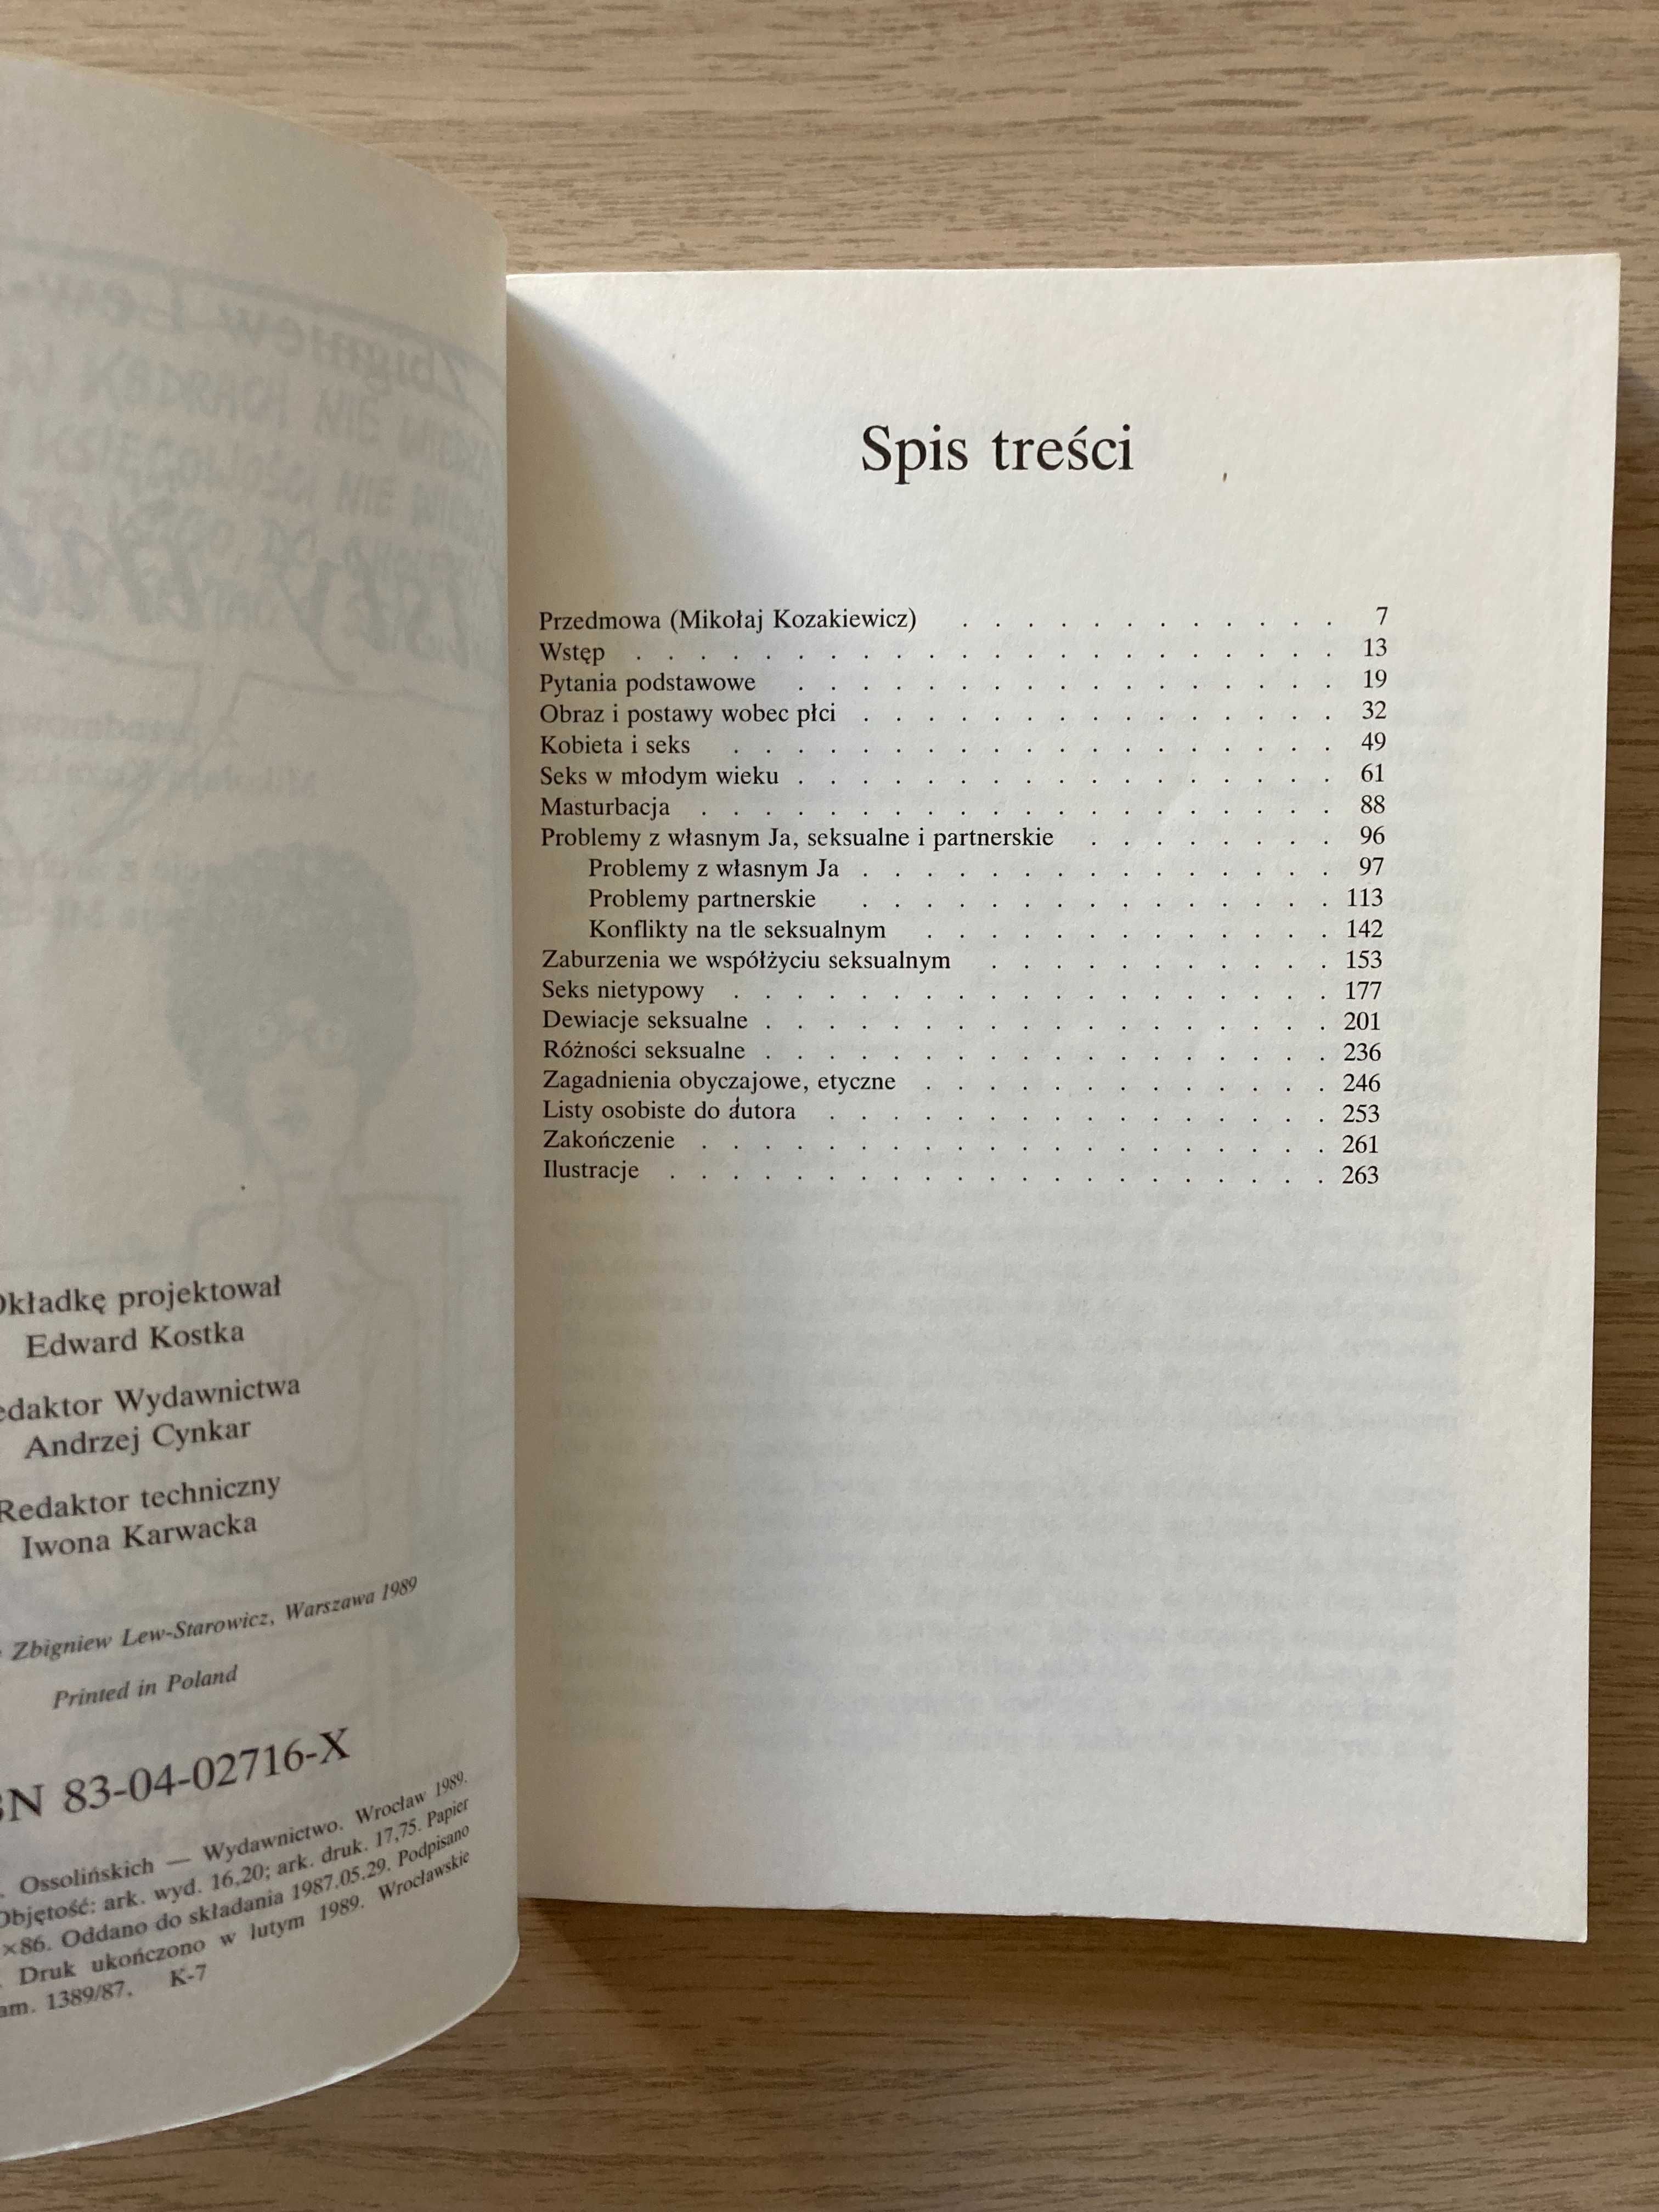 Okładkę projektował
Edward Kostka
Redaktor Wydawnictwa
Andrzej Cynkar
Redaktor techniczny
Iwona Karwacka
Zbigniew Lew-Starowicz, Warszawa 1989
Printed in Poland
83-04-02716-X
Ossolińskich — Wydawnictwo. Wrocław 1989.
Objętość: ark. wyd. 16,20; ark. druk. 17,75. Papier
×86. Oddano do składania 1987.05.29. Podpisano
Druk ukończono w lutym 1989. Wrocławskie
1389/87. K-7
Spis treści
Przedmowa (Mikołaj Kozakiewicz) . . . . . . . . . . . . 7
Wstęp . . . . . . . . . . . . . . . . . . . . . . 13
Pytania podstawowe . . . . . . . . . . . . . . . . . 19
Obraz i postawy wobec płci . . . . . . . . . . . . . . . 32
Kobieta i seks . . . . . . . . . . . . . . . . . . . 49
Seks w młodym wieku . . . . . . . . . . . . . . . . . 61
Masturbacja . . . . . . . . . . . . . . . . . . . . 88
Problemy z własnym Ja, seksualne i partnerskie . . . . . . . . 96
Problemy z własnym Ja . . . . . . . . . . . . . . . 97
Problemy partnerskie . . . . . . . . . . . . . . . 113
Konflikty na tle seksualnym . . . . . . . . . . . . . 142
Zaburzenia we współżyciu seksualnym . . . . . . . . . . . 153
Seks nietypowy . . . . . . . . . . . . . . . . . . . 177
Dewiacje seksualne . . . . . . . . . . . . . . . . . . 201
Różności seksualne . . . . . . . . . . . . . . . . . . 236
Zagadnienia obyczajowe, etyczne . . . . . . . . . . . . . 246
Listy osobiste do autora . . . . . . . . . . . . . . . . 253
Zakończenie . . . . . . . . . . . . . . . . . . . . 261
Ilustracje . . . . . . . . . . . . . . . . . . . . . 263